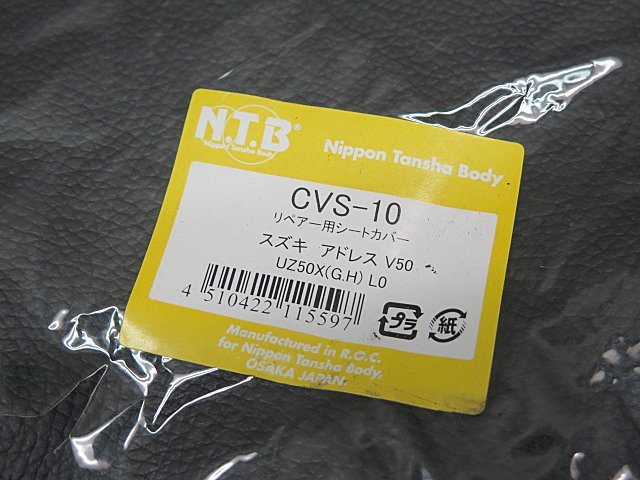 N.T.B®
Nippon Tansha Body
Nippon Tansha Body
CVS-10
リペアー用シートカバー
スズキ アドレス V50
UZ50X(G.H) L0
4 510422 115597
プラ
紙
Manufactured in R.O.C.
for Nippon Tansha Body,
OSAKA JAPAN.